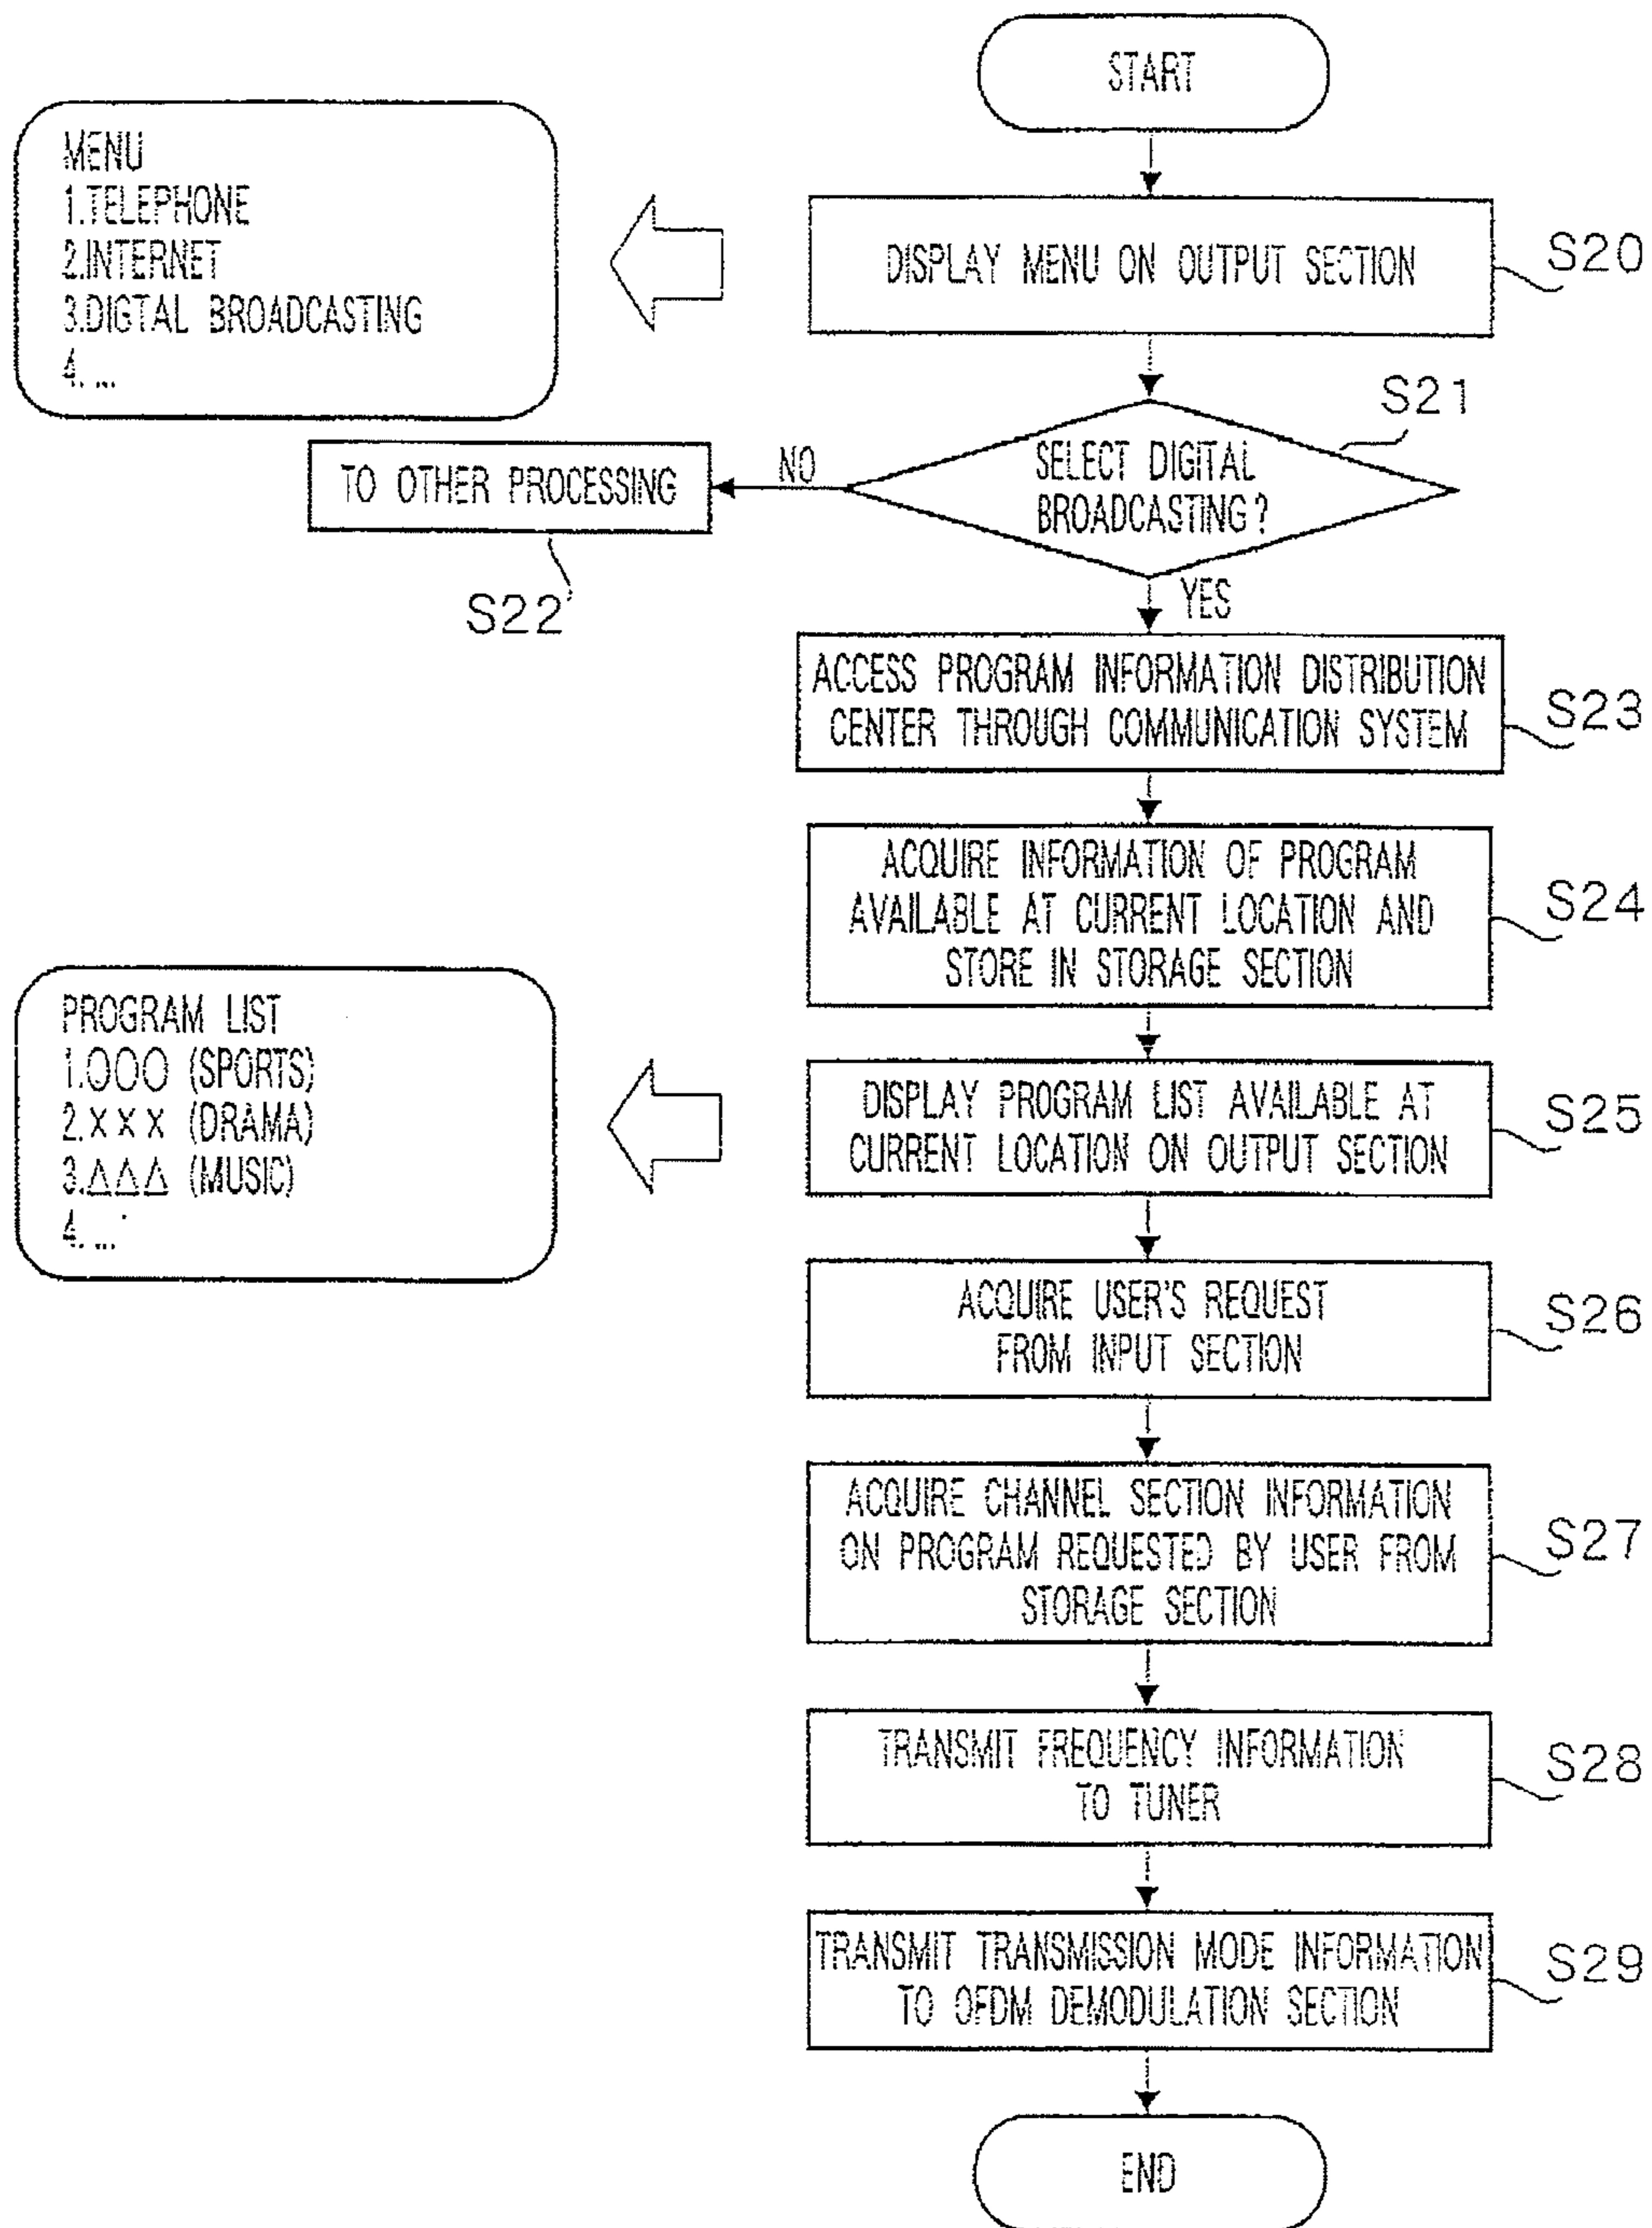 START
MENU
1.TELEPHONE
2.INTERNET
3.DIGTAL BROADCASTING
4. ...
DISPLAY MENU ON OUTPUT SECTION
S20
S21
SELECT DIGITAL
BROADCASTING?
NO
TO OTHER PROCESSING
S22
YES
ACCESS PROGRAM INFORMATION DISTRIBUTION
CENTER THROUGH COMMUNICATION SYSTEM
S23
ACQUIRE INFORMATION OF PROGRAM
AVAILABLE AT CURRENT LOCATION AND
STORE IN STORAGE SECTION
S24
PROGRAM LIST
1.○○○ (SPORTS)
2.××× (DRAMA)
3.△△△ (MUSIC)
4. ...
DISPLAY PROGRAM LIST AVAILABLE AT
CURRENT LOCATION ON OUTPUT SECTION
S25
ACQUIRE USER'S REQUEST
FROM INPUT SECTION
S26
ACQUIRE CHANNEL SECTION INFORMATION
ON PROGRAM REQUESTED BY USER FROM
STORAGE SECTION
S27
TRANSMIT FREQUENCY INFORMATION
TO TUNER
S28
TRANSMIT TRANSMISSION MODE INFORMATION
TO OFDM DEMODULATION SECTION
S29
END